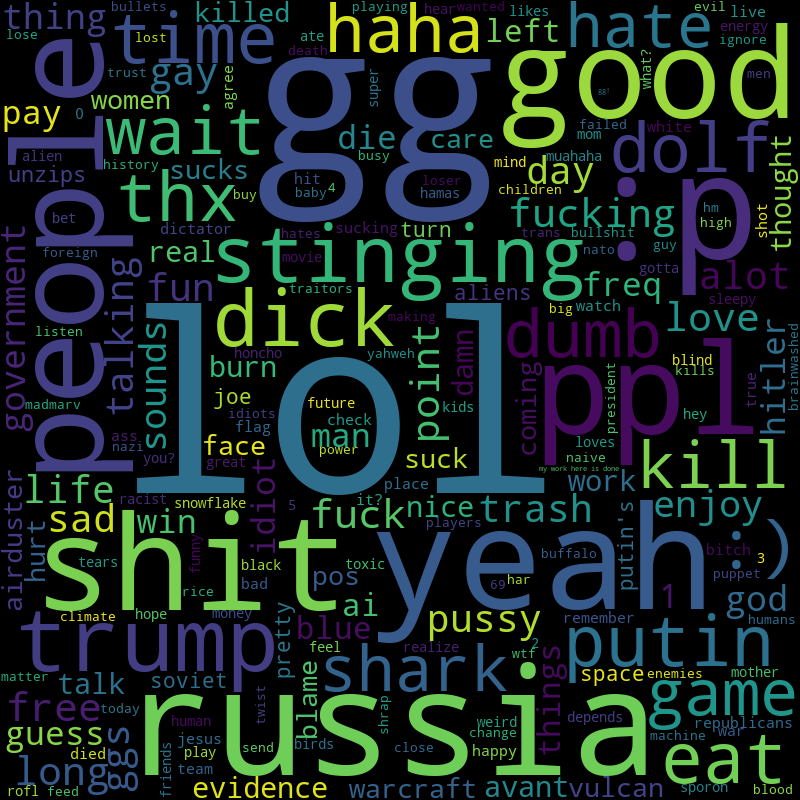 thing
bullets
killed
playing
hear
wanted
likes
evil
live
lose
lost
time
ate
haha
left
hate
energy
ignore
trust
gay
death
super
agree
gg
good
what?
men
88!
pay
women
O
wait
die
care
failed
mom
white
dolf
alien
history
unzips
sucks
busy
mind
muahaha
day
thought
people
bet
buy
thx
hit
baby
4
loser
hamas
children
:p
hm
high
shot
dictator
hates
sucking
turn
fucking
trans
bullshit
guy
foreign
government
talking
real
movie
stinging
nato
gotta
fun
traitors
aliens
freq
alot
sleepy
listen
sounds
dick
making
big
watch
love
madmarv
honcho
yahweh
damn
dumb
hitler
brainwashed
burn
lol
point
coming
blind
kills
joe
idiots
future
kids
hey
president
true
flag
check
man
ass
nazi
you?
face
power
loves
naive
ppl
great
suck
my work here is done
kill
life
racist
snowflake
idiot
5
place
it?
nice
trash
work
enjoy
airduster
sad
win
fuck
players
putin's
hurt
shit
funny
yeah
:)
tears
black
toxic
buffalo
bitch
3
bad
pos
69
har
puppet
rice
ai
1
god
climate
hope
money
blue
pussy
remember
humans
trump
feel
realize
2
putin
pretty
shark
wtf
things
matter
talk
soviet
space
enemies
mother
today
russia
blame
game
free
human
twist
shrap
weird
change
depends
republicans
guess
died
jesus
birds
close
happy
war
machine
long
ggs
friends
play
team
send
eat
rofl
feed
evidence
warcraft
avant
vulcan
sporon
blood